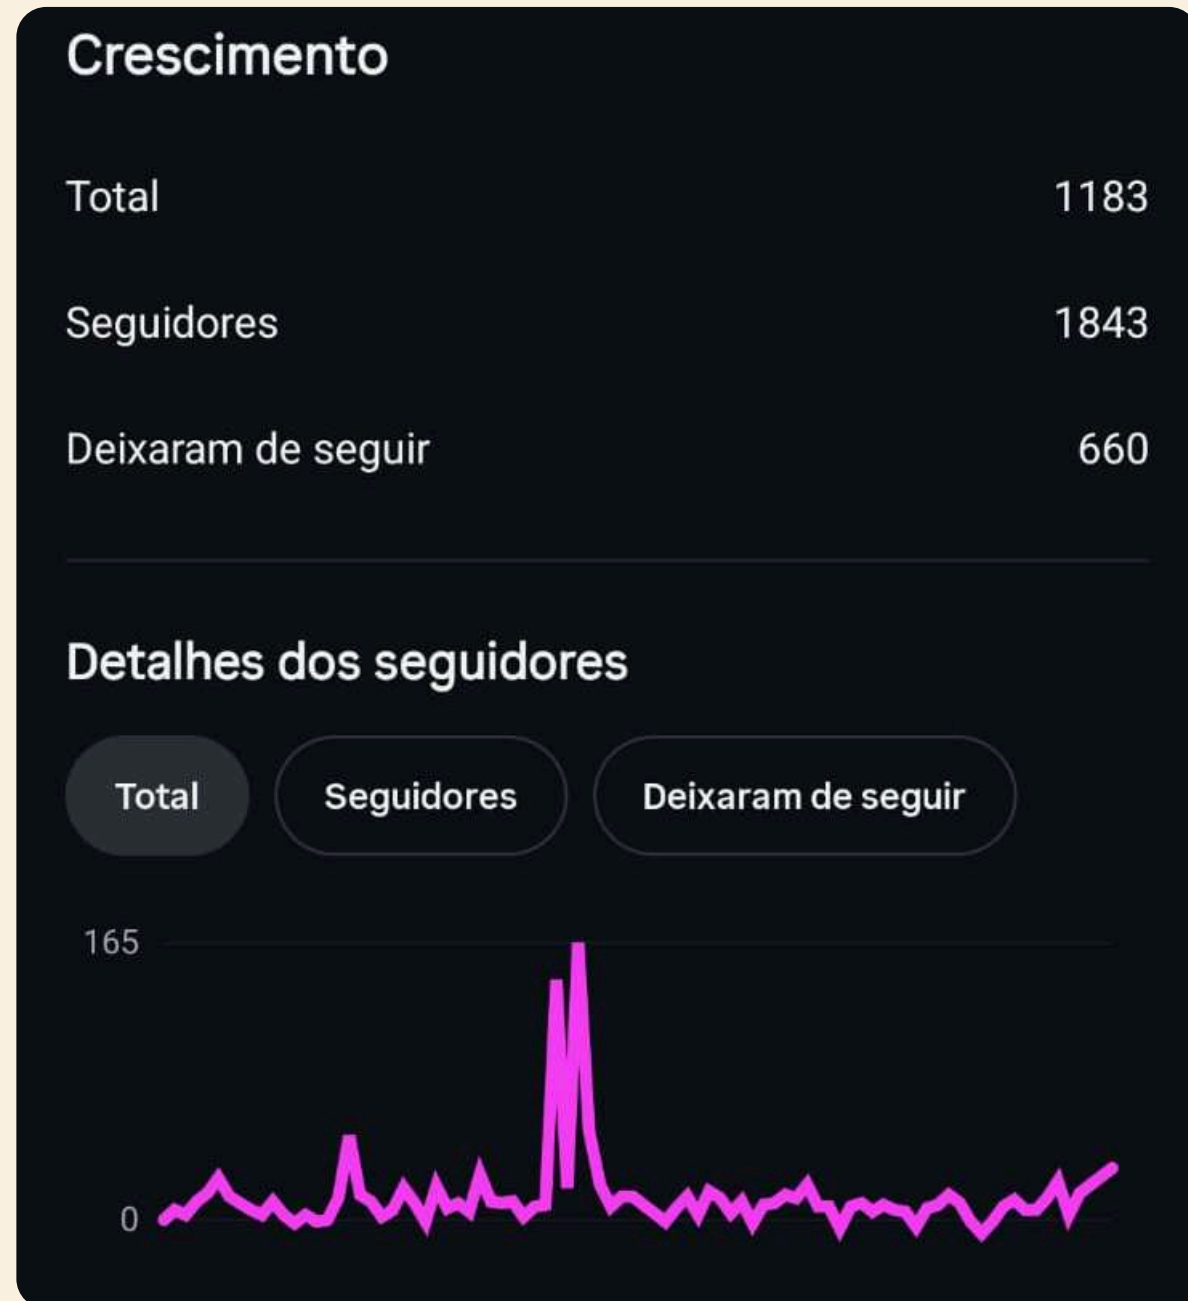 Crescimento
Total 1183
Seguidores 1843
Deixaram de seguir 660
Detalhes dos seguidores
Total Seguidores Deixaram de seguir
165
0